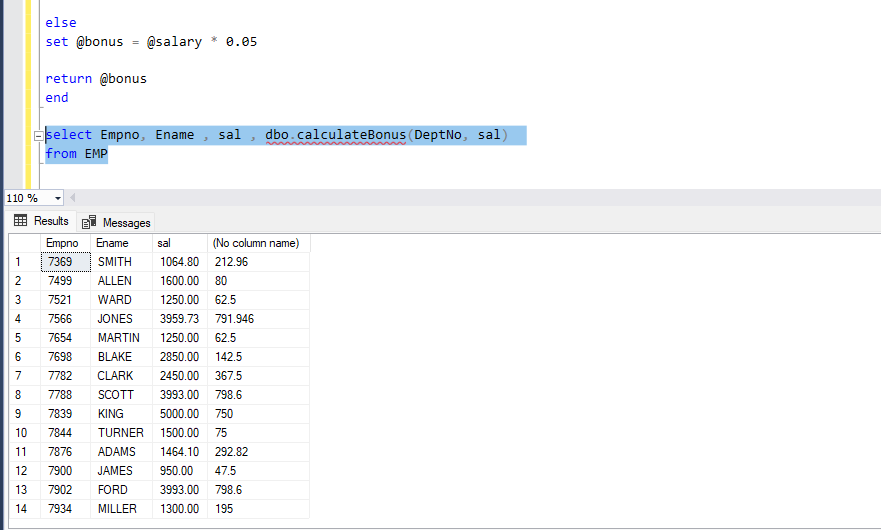 else
set @bonus = @salary * 0.05
return @bonus
end
select Empno, Ename , sal , dbo.calculateBonus(DeptNo, sal)
from EMP
110 %
Results Messages
Empno Ename sal (No column name)
1 7369 SMITH 1064.80 212.96
2 7499 ALLEN 1600.00 80
3 7521 WARD 1250.00 62.5
4 7566 JONES 3959.73 791.946
5 7654 MARTIN 1250.00 62.5
6 7698 BLAKE 2850.00 142.5
7 7782 CLARK 2450.00 367.5
8 7788 SCOTT 3993.00 798.6
9 7839 KING 5000.00 750
10 7844 TURNER 1500.00 75
11 7876 ADAMS 1464.10 292.82
12 7900 JAMES 950.00 47.5
13 7902 FORD 3993.00 798.6
14 7934 MILLER 1300.00 195